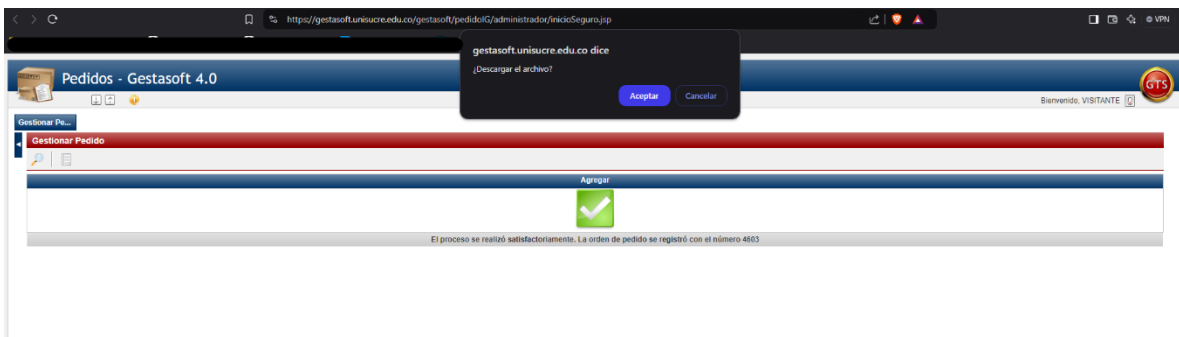 https://gestasoft.unisucre.edu.co/gestasoft/pedidoIG/administrador/inicioSeguro.jsp
VPN
gestasoft.unisucre.edu.co dice
¿Descargar el archivo?
Aceptar Cancelar
Pedidos - Gestasoft 4.0
GTS
Bienvenido, VISITANTE
Gestionar Pe...
Gestionar Pedido
Agregar
El proceso se realizó satisfactoriamente. La orden de pedido se registró con el número 4603